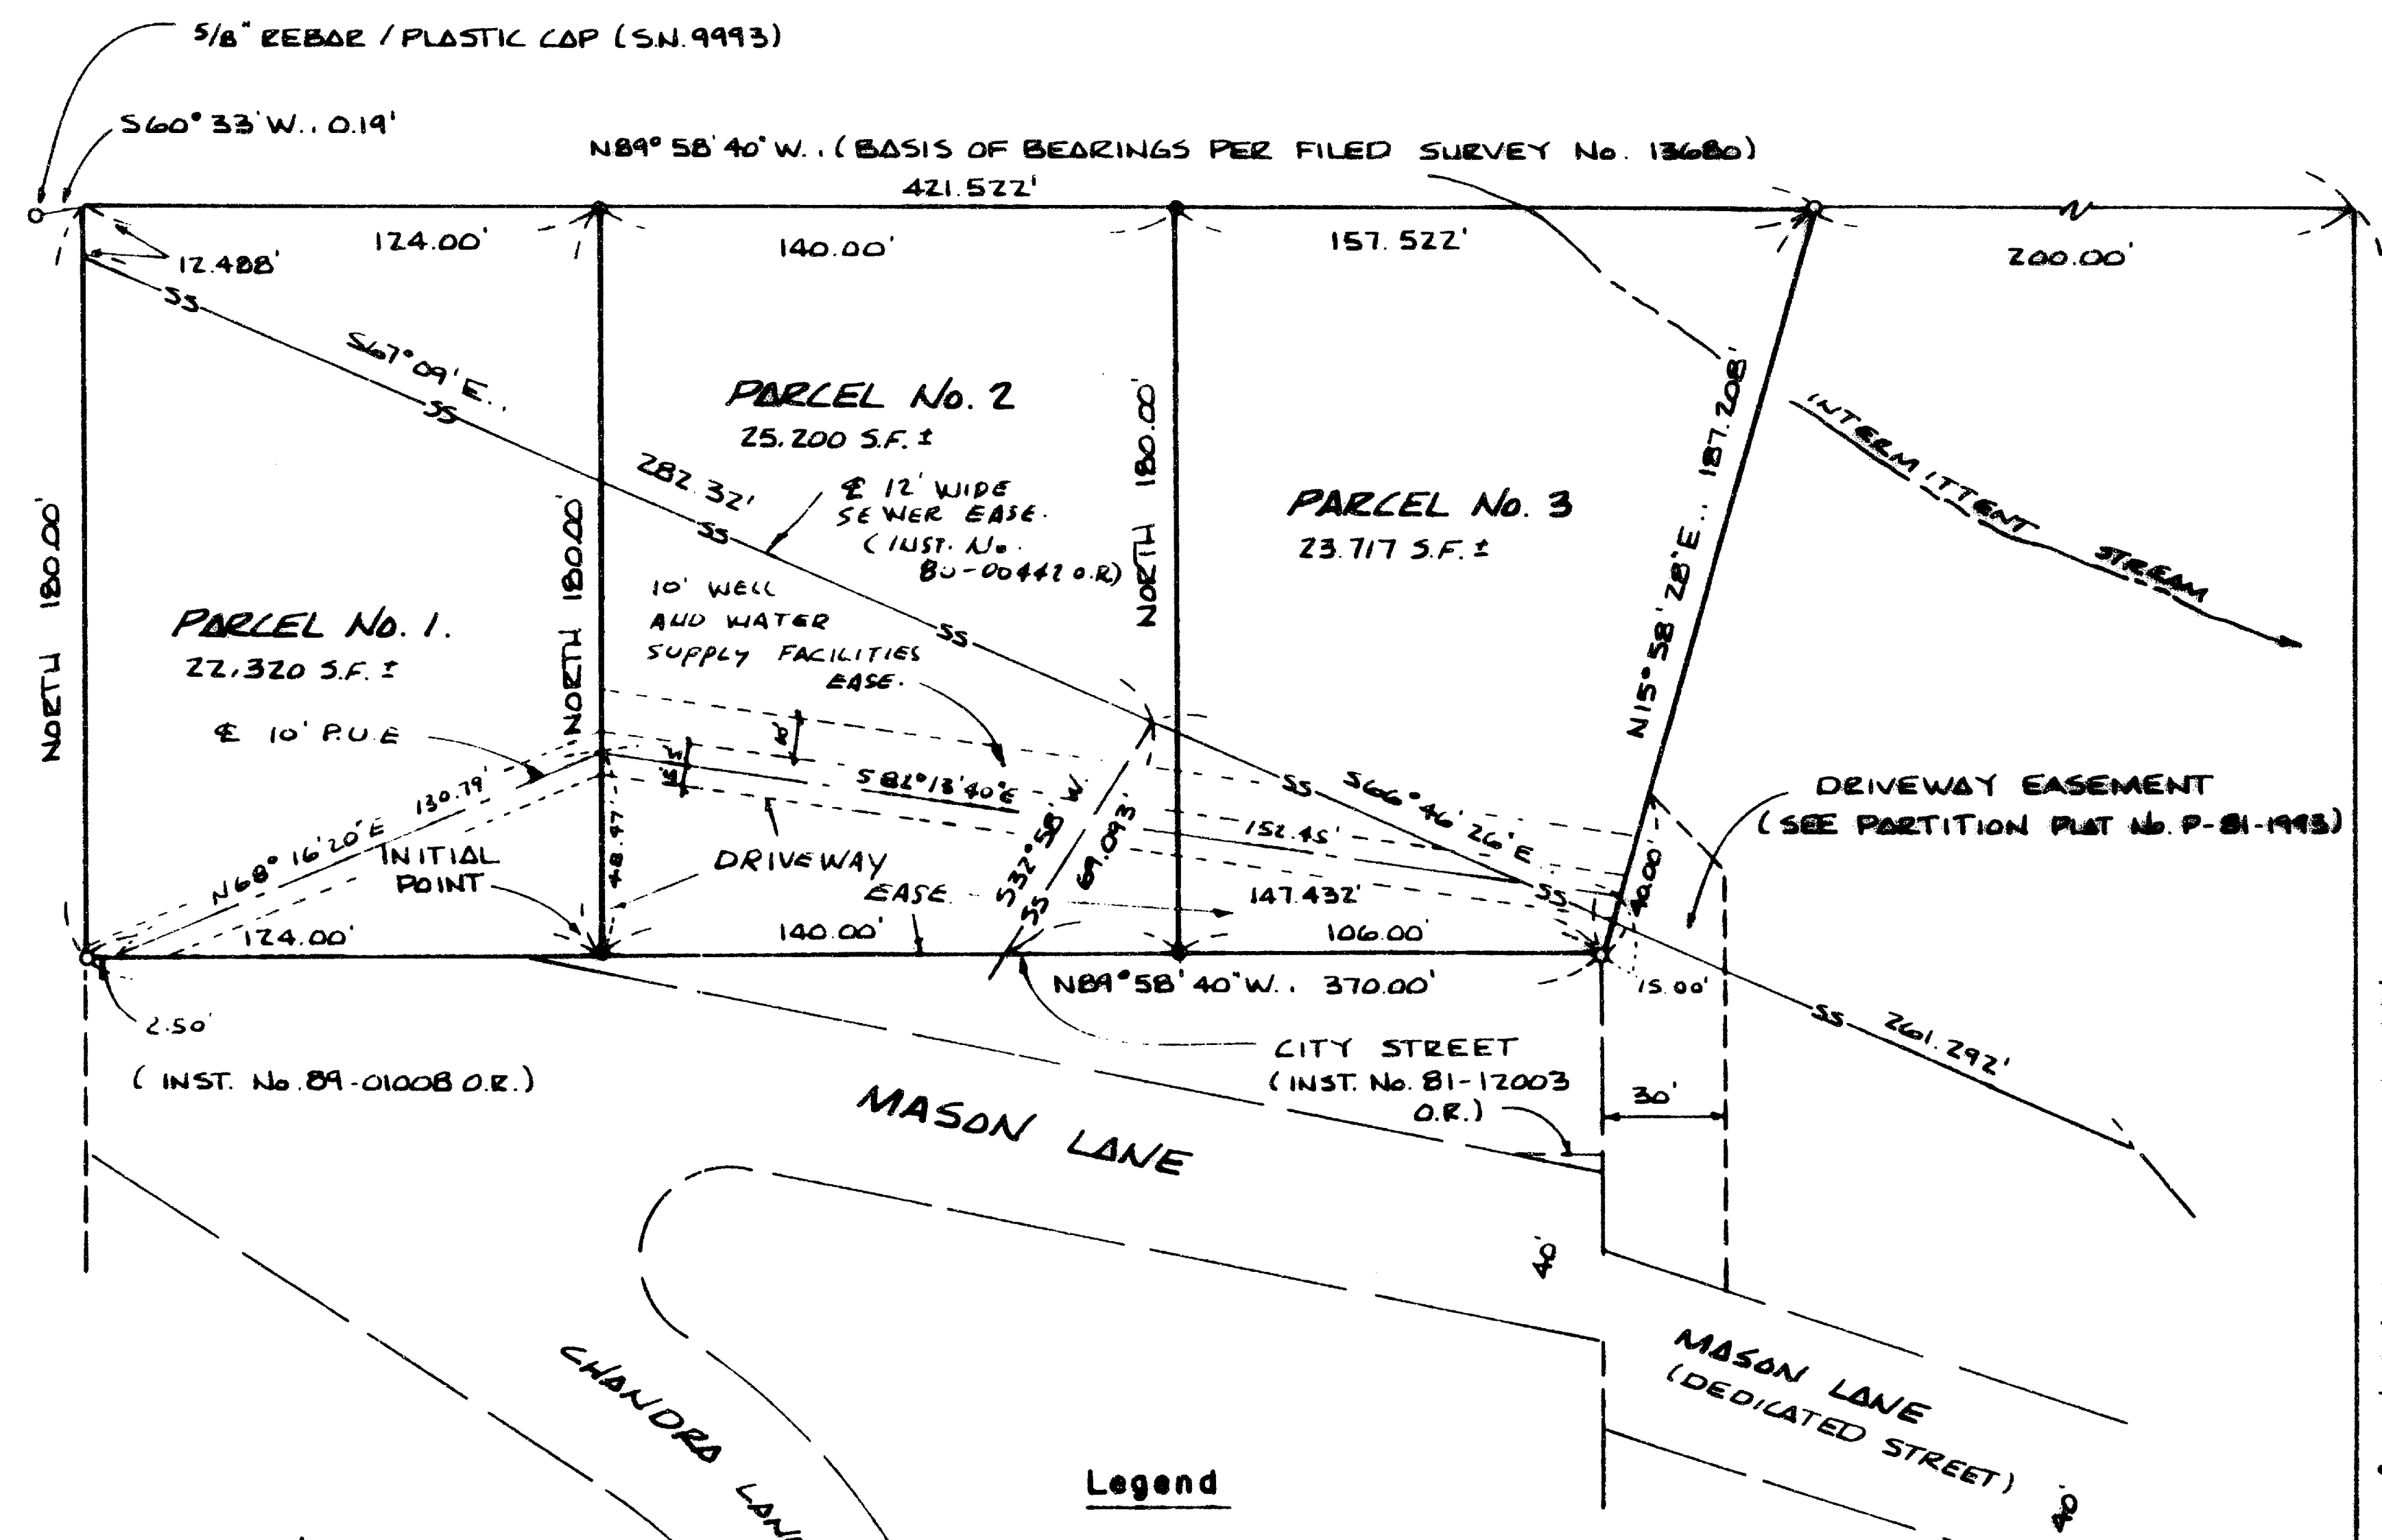 5/8" REBAR / PLASTIC CAP (S.N. 9993)
S60° 33' W.. 0.19'
N89° 58' 40" W.. (BASIS OF BEARINGS PER FILED SURVEY No. 13680)
421.522'
124.00'
140.00'
157.522'
200.00'
12.488'
SS
S67° 09' E..
SS
PARCEL No. 2
25.200 S.F. ±
282.32'
SS
℄ 12' WIDE
SEWER EASE.
(INST. No.
80-00442 O.R.)
NORTH 180.00'
NORTH 180.00'
NORTH 180.00'
PARCEL No. 3
23.717 S.F. ±
N15° 58' 28" E.. 187.208'
INTERMITTENT STREAM
10' WELL
AND WATER
SUPPLY FACILITIES
EASE.
SS
PARCEL No. 1.
22,320 S.F. ±
℄ 10' P.U.E
S 82° 13' 40" E
SS
S66° 46' 26" E
DRIVEWAY EASEMENT
(SEE PARTITION PLAT No. P-81-1993)
N68° 16' 20" E 130.79'
48.47'
S32° 58' W.
69.093'
SS
152.45'
SS
40.00'
INITIAL
POINT
DRIVEWAY
EASE.
147.432'
124.00'
140.00'
106.00'
N89° 58' 40" W.. 370.00'
15.00'
2.50'
(INST. No. 89-01008 O.R.)
SS
261.292'
CITY STREET
(INST. No. 81-12003
O.R.)
30'
MASON LANE
40'
CHANDRA LANE
MASON LANE
(DEDICATED STREET)
40'
Legend